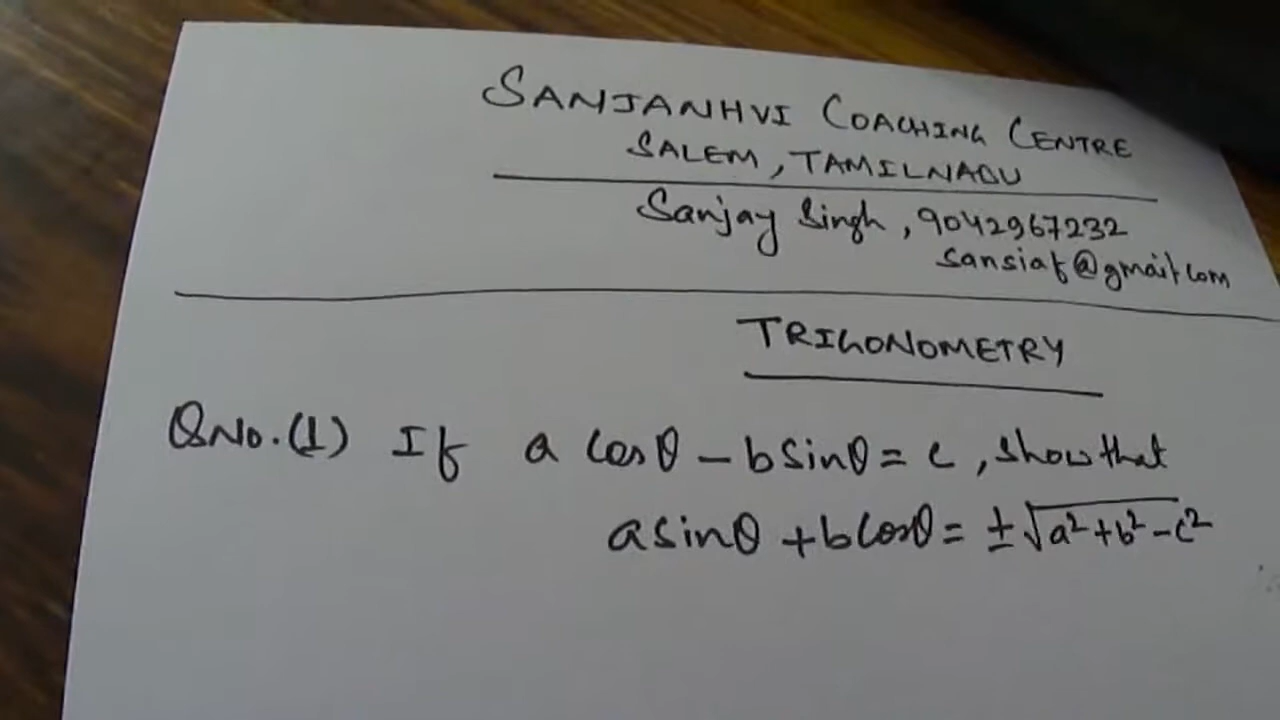 SANJANHVI COACHING CENTRE
SALEM, TAMILNADU
Sanjay Singh, 9042967232
sansiaf@gmail.com
TRIGONOMETRY
QNo.(1) If a cosθ - b sinθ = c, show that
a sinθ + b cosθ = ± √a² + b² - c²